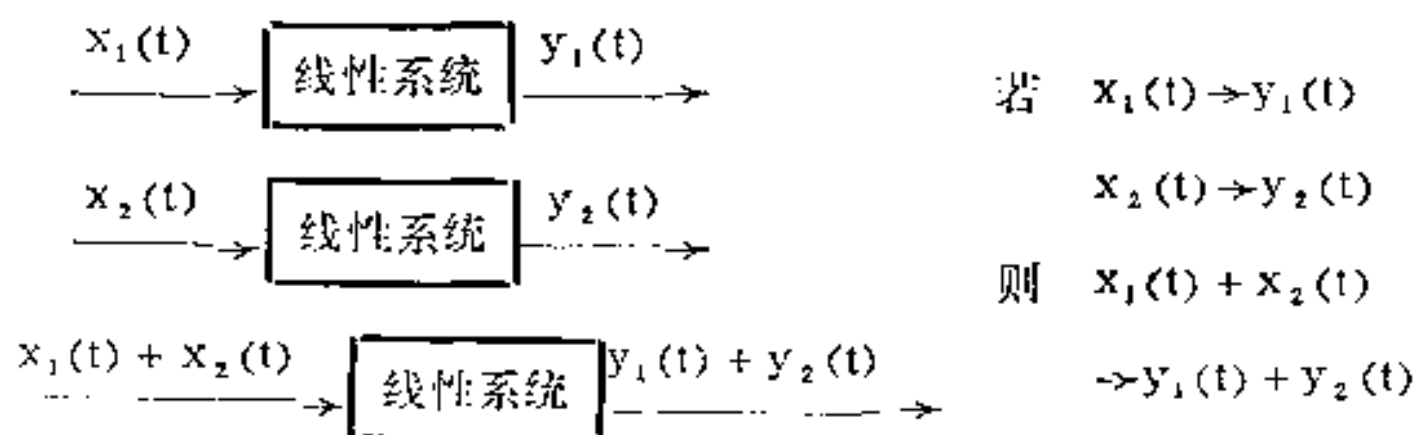 x₁(t) 线性系统 y₁(t) 若 x₁(t)→y₁(t)
x₂(t) 线性系统 y₂(t) x₂(t)→y₂(t)
则 x₁(t) + x₂(t)
x₁(t) + x₂(t) 线性系统 y₁(t) + y₂(t) →y₁(t) + y₂(t)